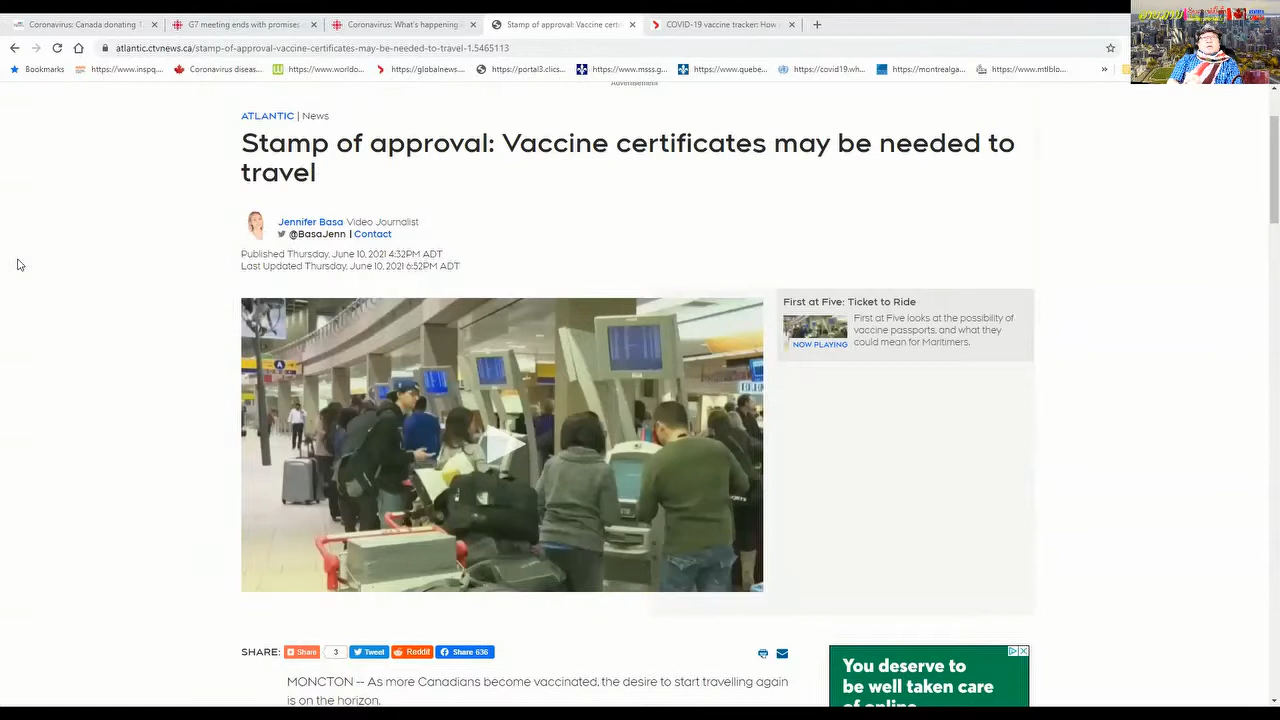 Coronavirus: Canada donating 1
G7 meeting ends with promises
Coronavirus: What's happening
Stamp of approval: Vaccine certi
COVID-19 vaccine tracker: How
atlantic.ctvnews.ca/stamp-of-approval-vaccine-certificates-may-be-needed-to-travel-1.5465113
Bookmarks
https://www.inspq....
Coronavirus diseas...
https://www.worldo...
https://globalnews....
https://portal3.clics...
https://www.msss.g...
https://www.quebe...
https://covid19.wh...
https://montrealga...
https://www.mtlblo...
Advertisement
ATLANTIC | News
Stamp of approval: Vaccine certificates may be needed to
travel
Jennifer Basa Video Journalist
@BasaJenn | Contact
Published Thursday, June 10, 2021 4:32PM ADT
Last Updated Thursday, June 10, 2021 6:52PM ADT
First at Five: Ticket to Ride
First at Five looks at the possibility of
vaccine passports, and what they
could mean for Maritimers.
NOW PLAYING
SHARE:
Share
3
Tweet
Reddit
Share 636
MONCTON -- As more Canadians become vaccinated, the desire to start travelling again
is on the horizon.
You deserve to
be well taken care
of online